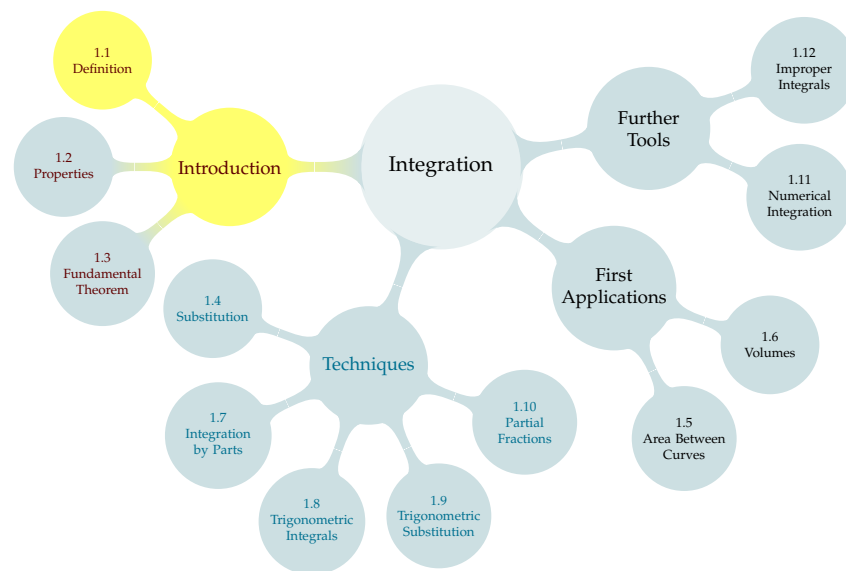 Integration
Introduction
1.1
Definition
1.2
Properties
1.3
Fundamental
Theorem
Techniques
1.4
Substitution
1.7
Integration
by Parts
1.8
Trigonometric
Integrals
1.9
Trigonometric
Substitution
1.10
Partial
Fractions
First
Applications
1.5
Area Between
Curves
1.6
Volumes
Further
Tools
1.11
Numerical
Integration
1.12
Improper
Integrals